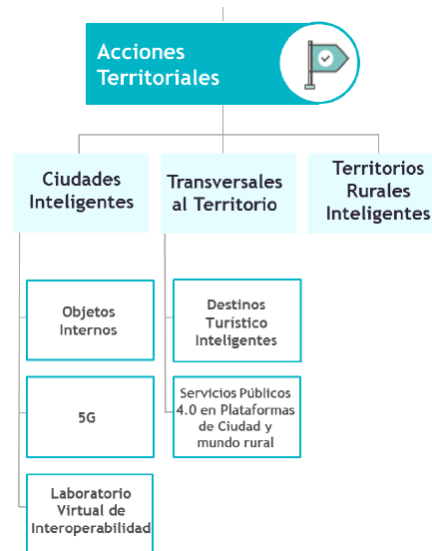 Acciones
Territoriales
Ciudades
Inteligentes
Transversales
al Territorio
Territorios
Rurales
Inteligentes
Objetos
Internos
5G
Laboratorio
Virtual de
Interoperabilidad
Destinos
Turístico
Inteligentes
Servicios Públicos
4.0 en Plataformas
de Ciudad y
mundo rural